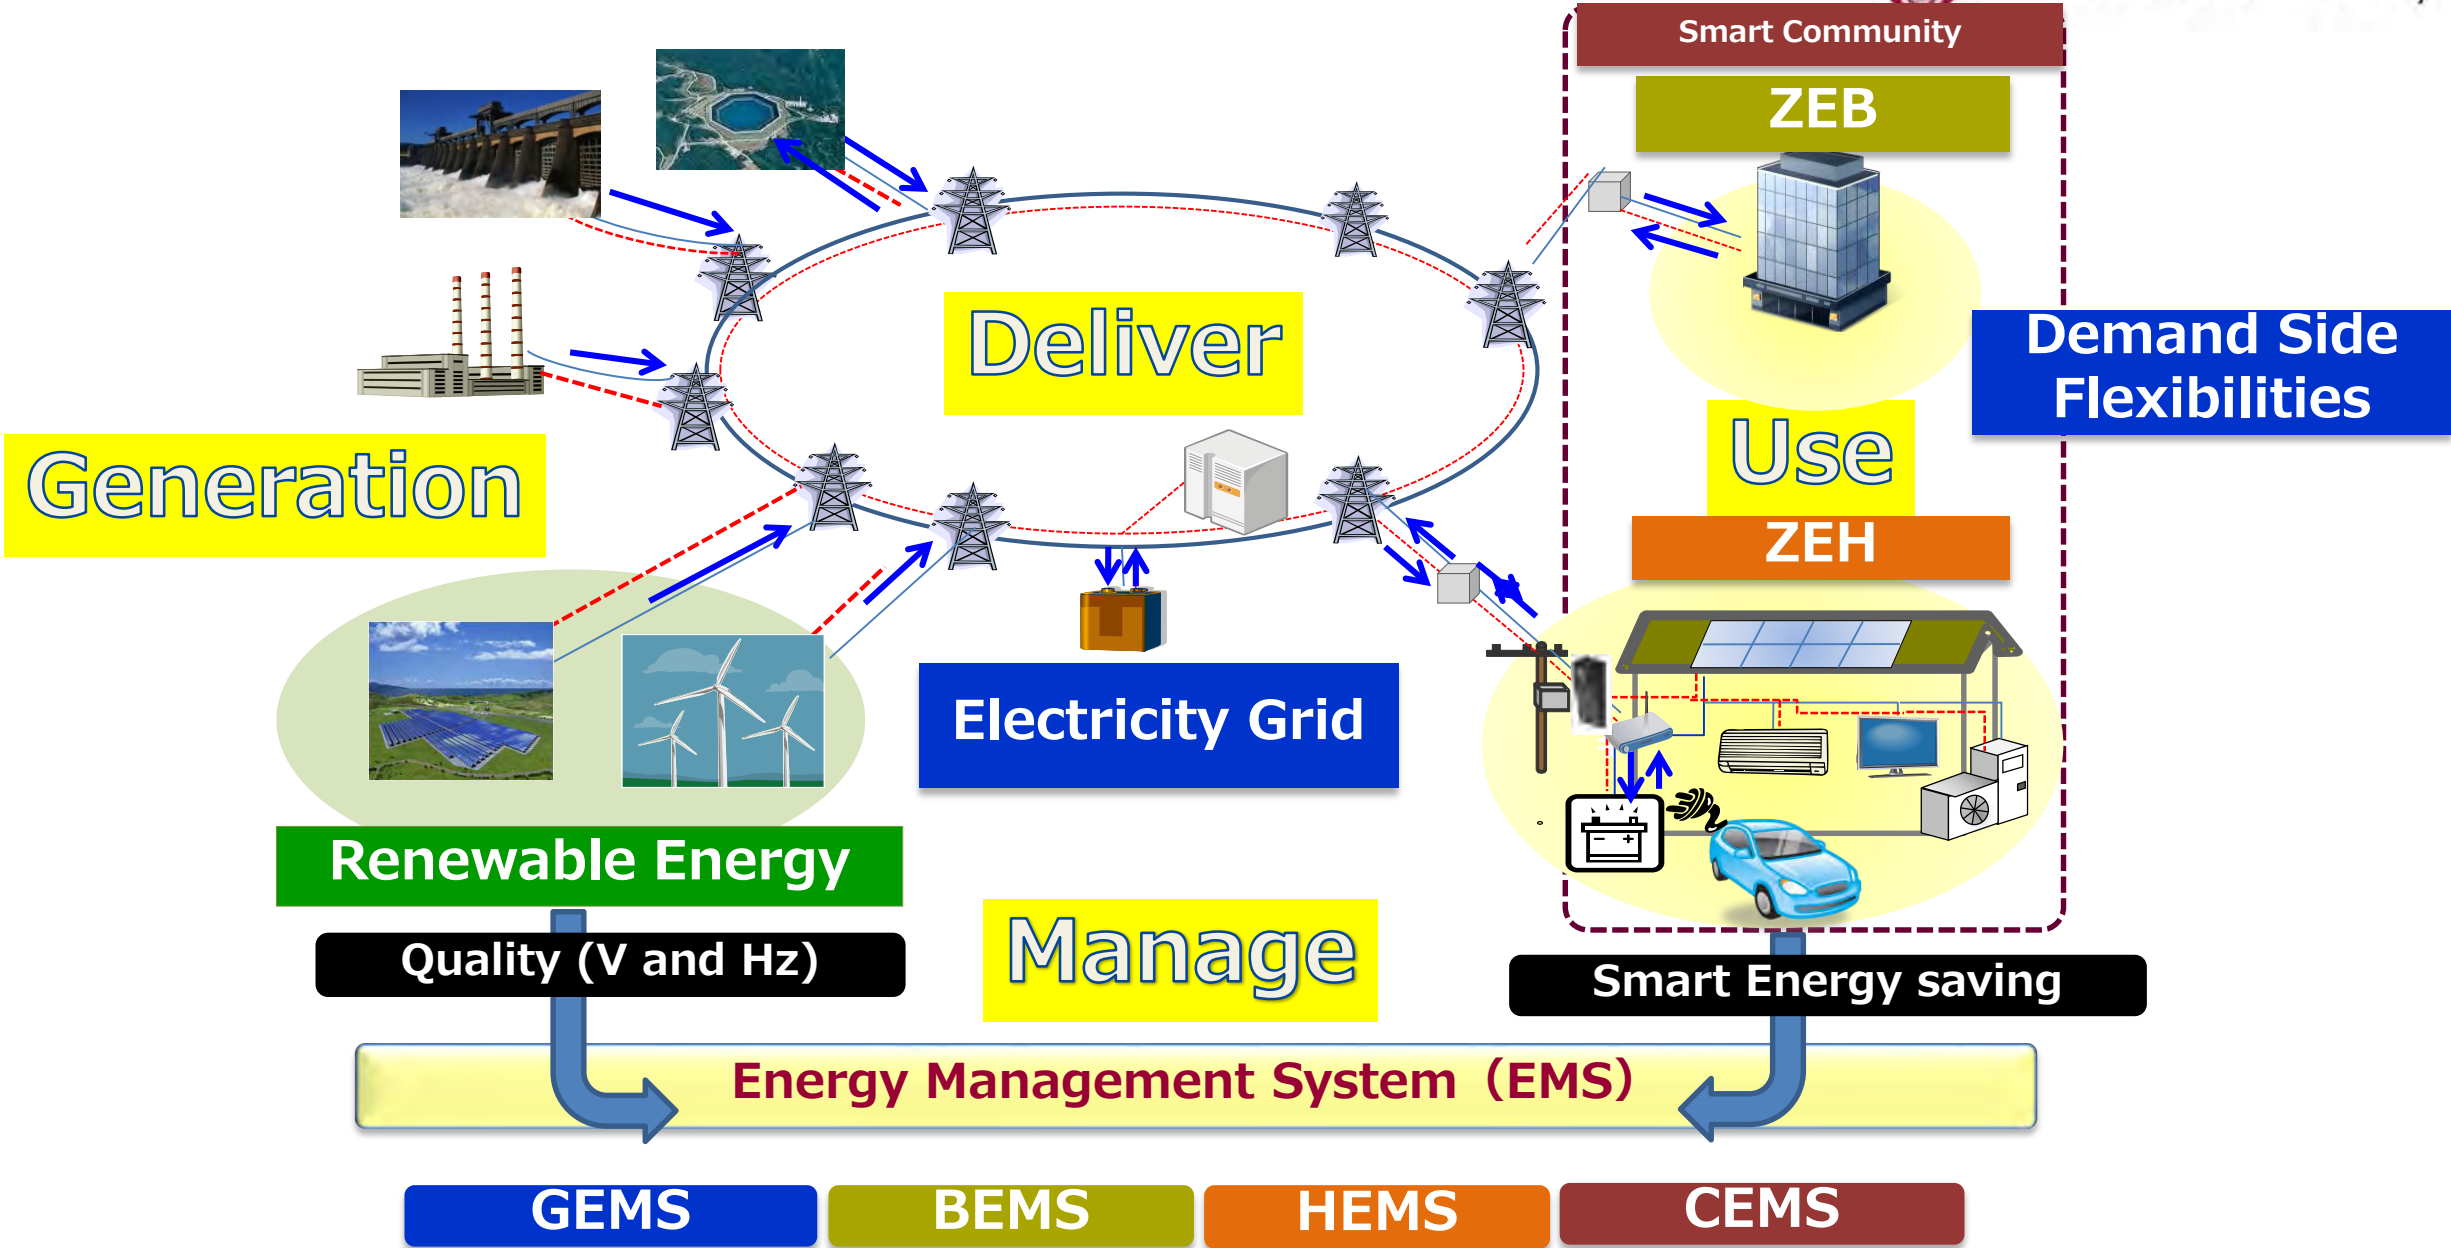 Smart Community
ZEB
Deliver
Demand Side
Flexibilities
Use
Generation
ZEH
Electricity Grid
Renewable Energy
Manage
Quality (V and Hz)
Smart Energy saving
Energy Management System (EMS)
GEMS
BEMS
HEMS
CEMS